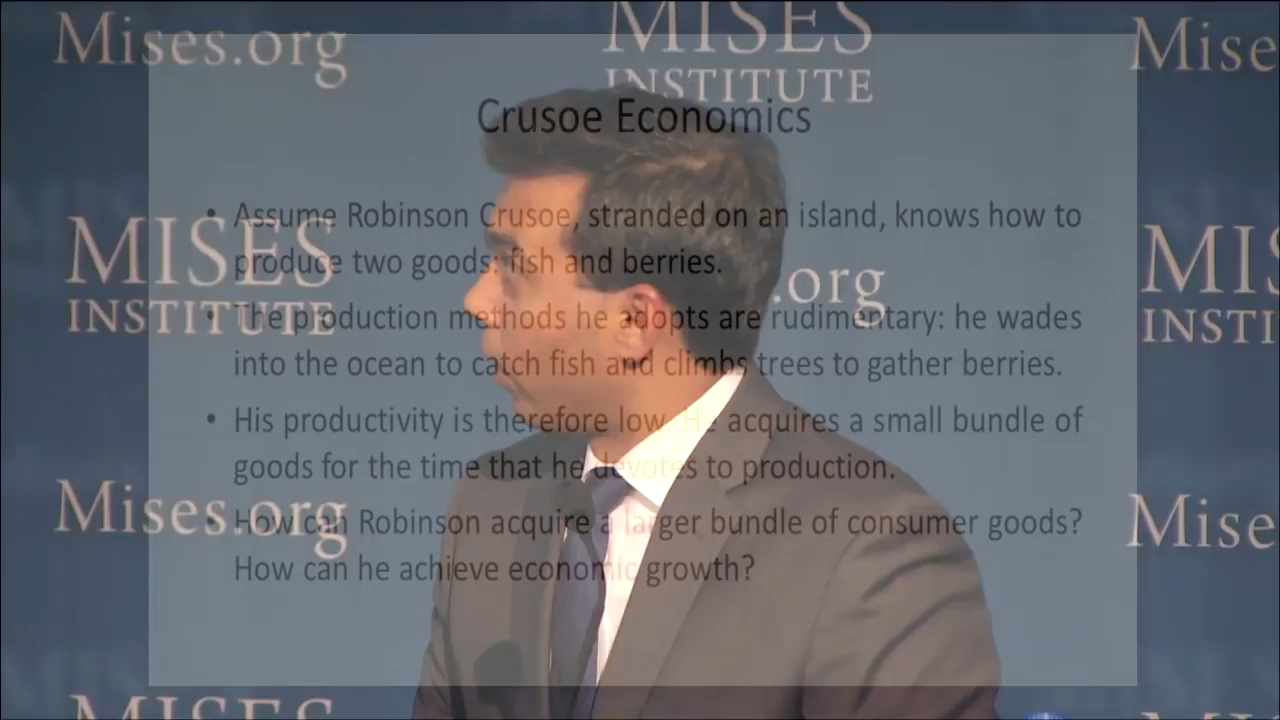 Mises.org
MISES
INSTITUTE
Mise
Crusoe Economics
• Assume Robinson Crusoe, stranded on an island, knows how to
produce two goods: fish and berries.
• The production methods he adopts are rudimentary: he wades
into the ocean to catch fish and climbs trees to gather berries.
• His productivity is therefore low. He acquires a small bundle of
goods for the time that he devotes to production.
• How can Robinson acquire a larger bundle of consumer goods?
How can he achieve economic growth?
MISES
INSTITUTE
.org
MIS
INSTI
Mises.org
Mise
MISES